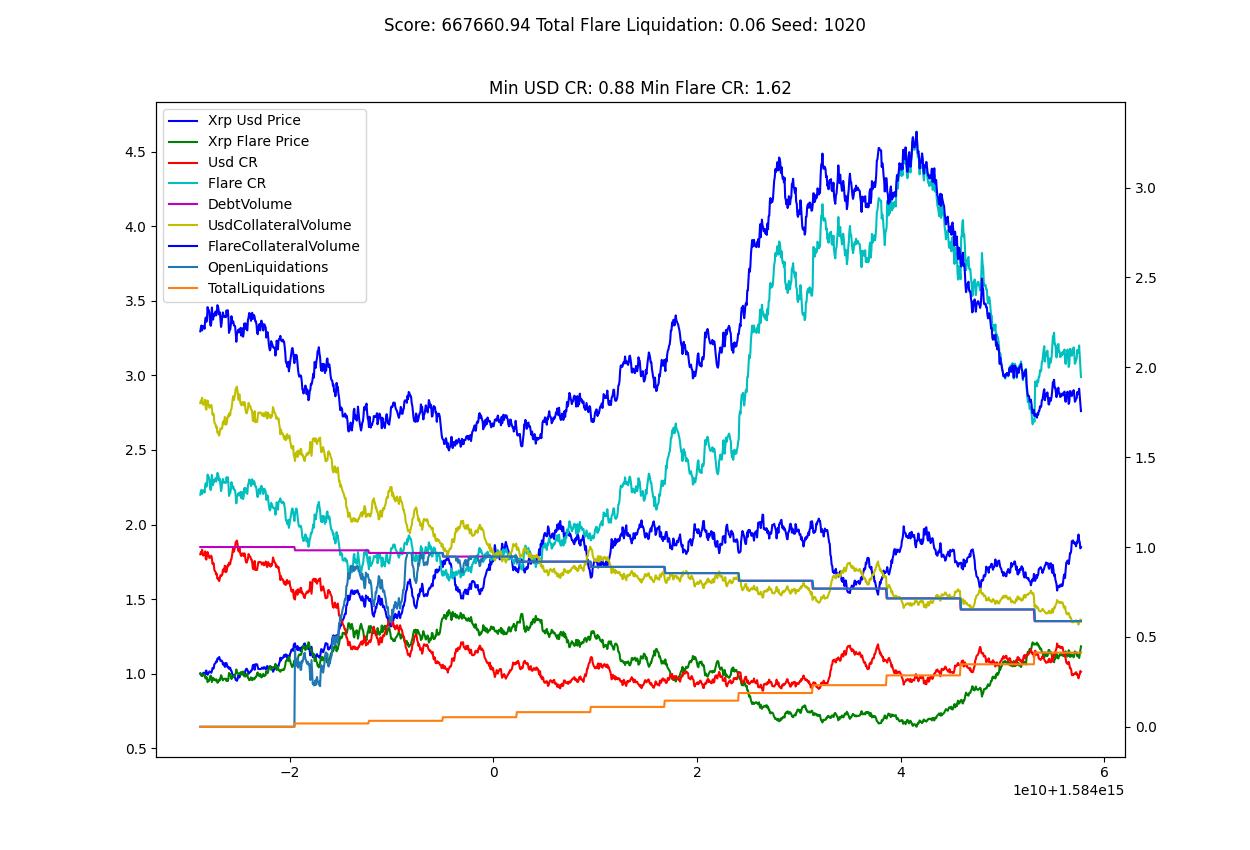 Score: 667660.94 Total Flare Liquidation: 0.06 Seed: 1020
Min USD CR: 0.88 Min Flare CR: 1.62
Xrp Usd Price
Xrp Flare Price
Usd CR
Flare CR
DebtVolume
UsdCollateralVolume
FlareCollateralVolume
OpenLiquidations
TotalLiquidations
4.5
4.0
3.5
3.0
2.5
2.0
1.5
1.0
0.5
3.0
2.5
2.0
1.5
1.0
0.5
0.0
−2
0
2
4
6
1e10+1.584e15